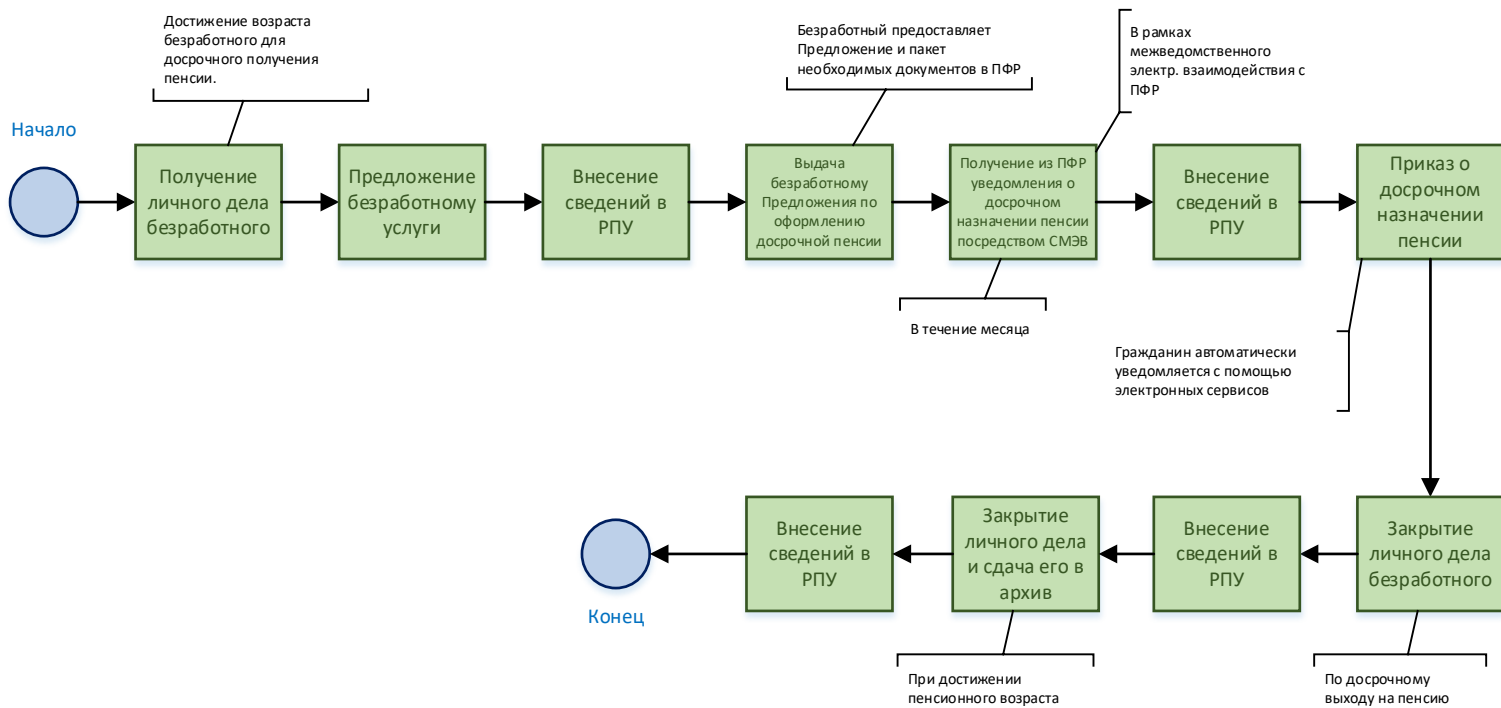 Достижение возраста
безработного для
досрочного получения
пенсии.
Безработный предоставляет
Предложение и пакет
необходимых документов в ПФР
В рамках
межведомственного
электр. взаимодействия с
ПФР
Начало
Получение
личного дела
безработного
Предложение
безработному
услуги
Внесение
сведений в
РПУ
Выдача
безработному
Предложения по
оформлению
досрочной пенсии
Получение из ПФР
уведомления о
досрочном
назначении пенсии
посредством СМЭВ
Внесение
сведений в
РПУ
Приказ о
досрочном
назначении
пенсии
В течение месяца
Гражданин автоматически
уведомляется с помощью
электронных сервисов
Закрытие
личного дела
безработного
Внесение
сведений в
РПУ
Закрытие
личного дела
и сдача его в
архив
Внесение
сведений в
РПУ
Конец
При достижении
пенсионного возраста
По досрочному
выходу на пенсию